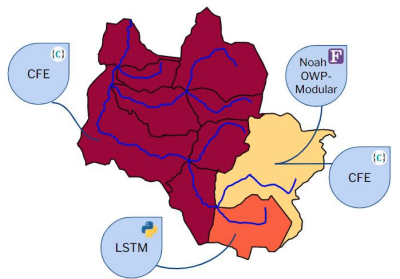 CFE
{C}
Noah
OWP-
Modular
F
CFE
{C}
LSTM